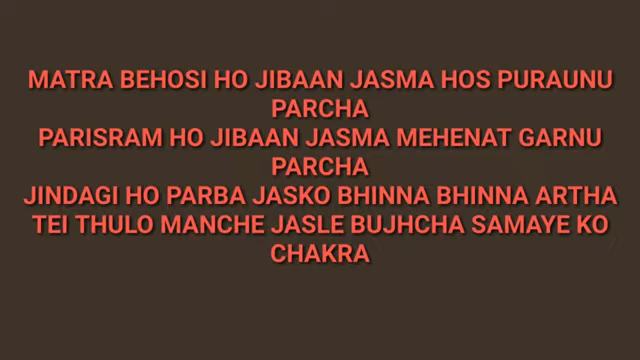 MATRA BEHOSI HO JIBAAN JASMA HOS PURAUNU
PARCHA
PARISRAM HO JIBAAN JASMA MEHENAT GARNU
PARCHA
JINDAGI HO PARBA JASKO BHINNA BHINNA ARTHA
TEI THULO MANCHE JASLE BUJHCHA SAMAYE KO
CHAKRA